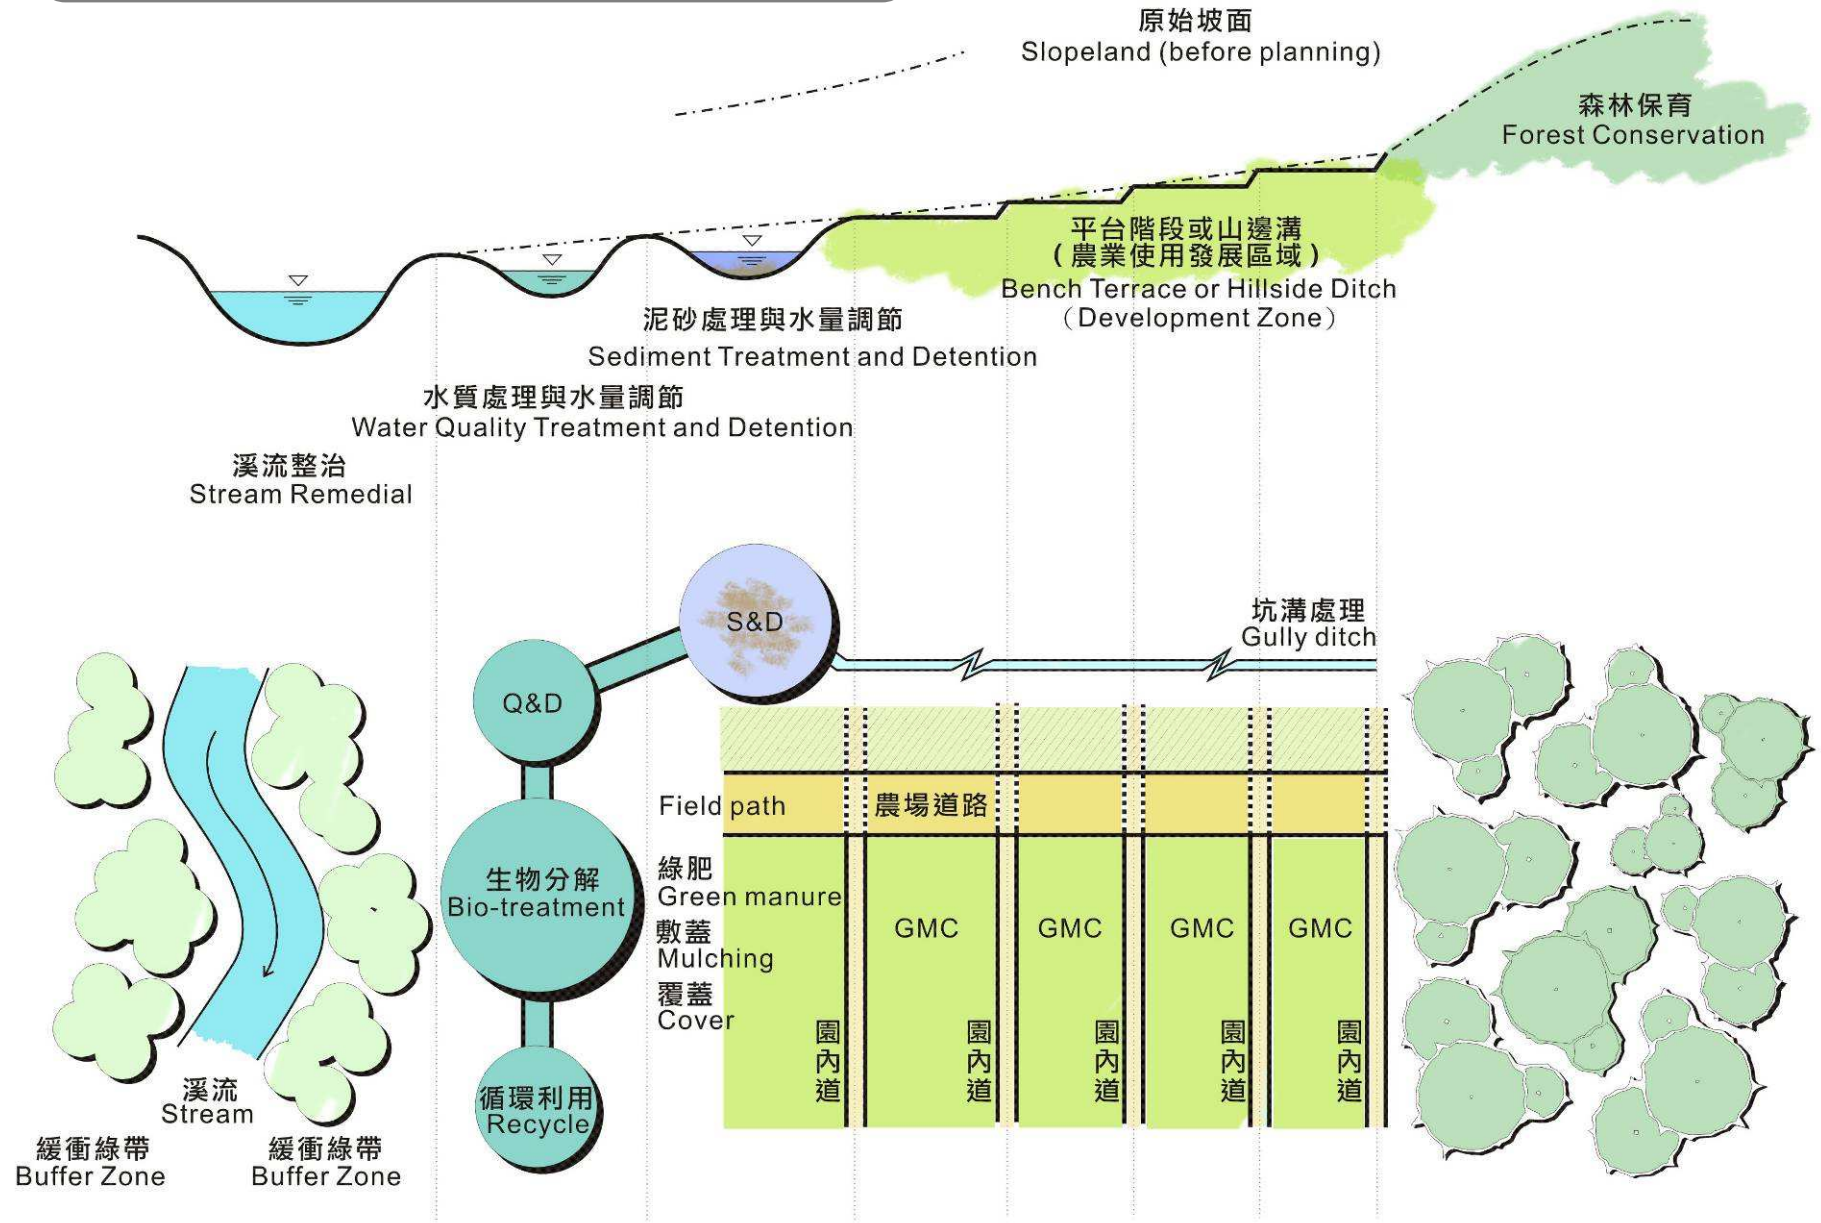 原始坡面
Slopeland (before planning)
森林保育
Forest Conservation
平台階段或山邊溝
(農業使用發展區域)
Bench Terrace or Hillside Ditch
（Development Zone）
泥砂處理與水量調節
Sediment Treatment and Detention
水質處理與水量調節
Water Quality Treatment and Detention
溪流整治
Stream Remedial
S&D
坑溝處理
Gully ditch
Q&D
Field path
農場道路
生物分解
Bio-treatment
綠肥
Green manure
敷蓋
Mulching
覆蓋
Cover
GMC
GMC
GMC
GMC
園內道
園內道
園內道
園內道
園內道
循環利用
Recycle
溪流
Stream
緩衝綠帶
Buffer Zone
緩衝綠帶
Buffer Zone